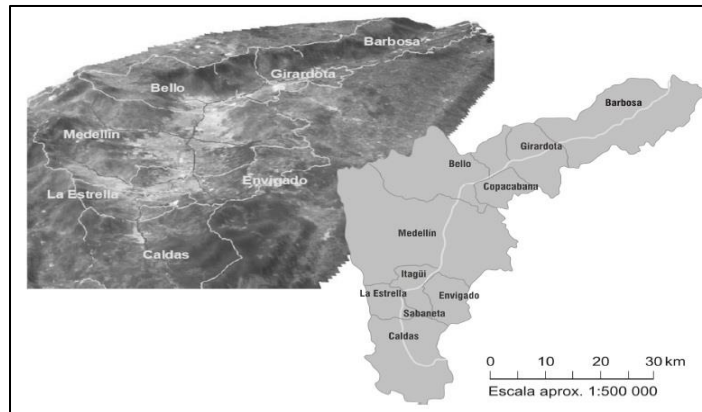 Barbosa
Girardota
Bello
Medellín
La Estrella
Envigado
Caldas
Barbosa
Girardota
Bello
Copacabana
Medellín
Itagüi
La Estrella
Envigado
Sabaneta
Caldas
0 10 20 30 km
Escala aprox. 1:500 000